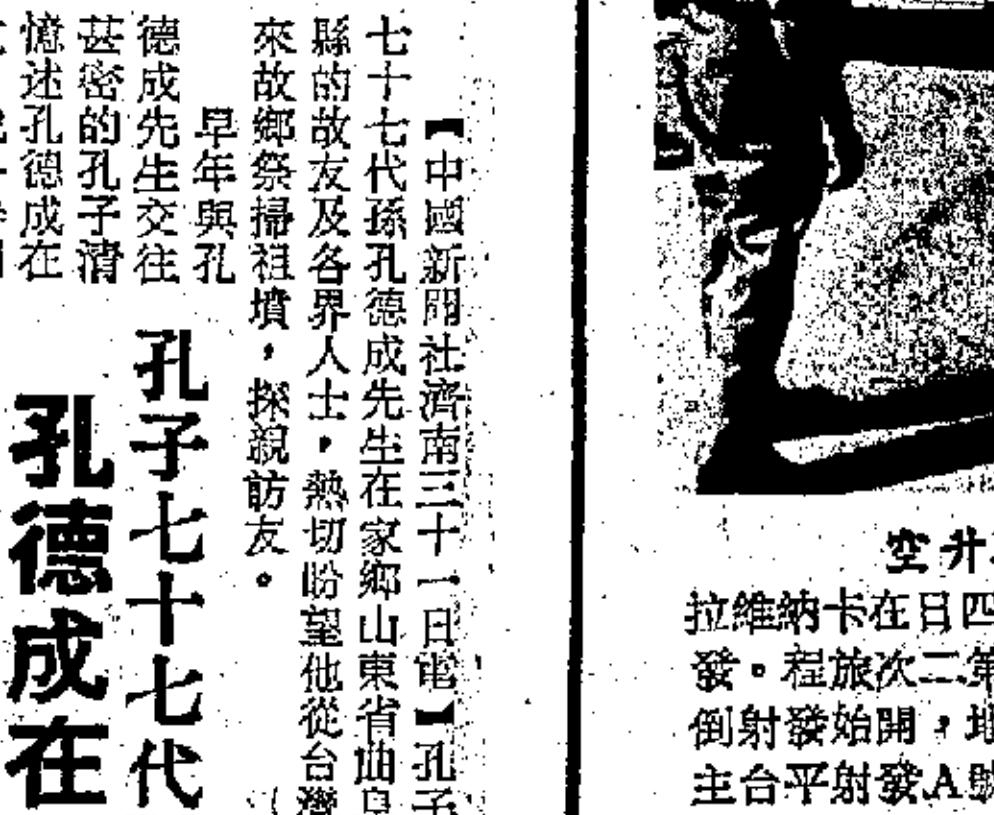 升空
四日在卡納維拉
第二次旅程。發
，開始發射倒
A發射平台主
【中國新聞社濟南三十一日電】孔子
七十七代孫孔德成先生在家鄉山東省曲阜
縣的故友及各界人士，熱切盼望他從台灣
來故鄉祭掃祖墳，探親訪友。
孔子七十七代
孔德成在
早年與孔
德成先生交往
甚密的孔子清
憶述孔德成在